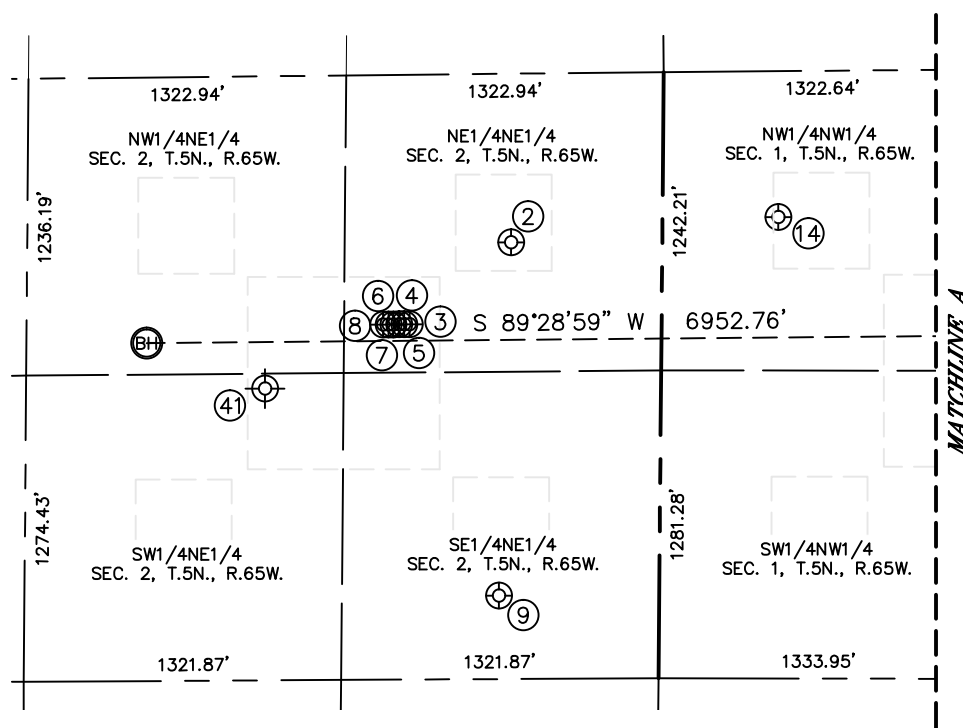 1322.94'
1322.94'
1322.64'
NW1/4NE1/4
SEC. 2, T.5N., R.65W.
NE1/4NE1/4
SEC. 2, T.5N., R.65W.
NW1/4NW1/4
SEC. 1, T.5N., R.65W.
1236.19'
1242.21'
2
14
6
4
8
3
7
5
S 89°28'59" W 6952.76'
BH
41
MATCHLINE A
1274.43'
1281.28'
SW1/4NE1/4
SEC. 2, T.5N., R.65W.
SE1/4NE1/4
SEC. 2, T.5N., R.65W.
SW1/4NW1/4
SEC. 1, T.5N., R.65W.
9
1321.87'
1321.87'
1333.95'